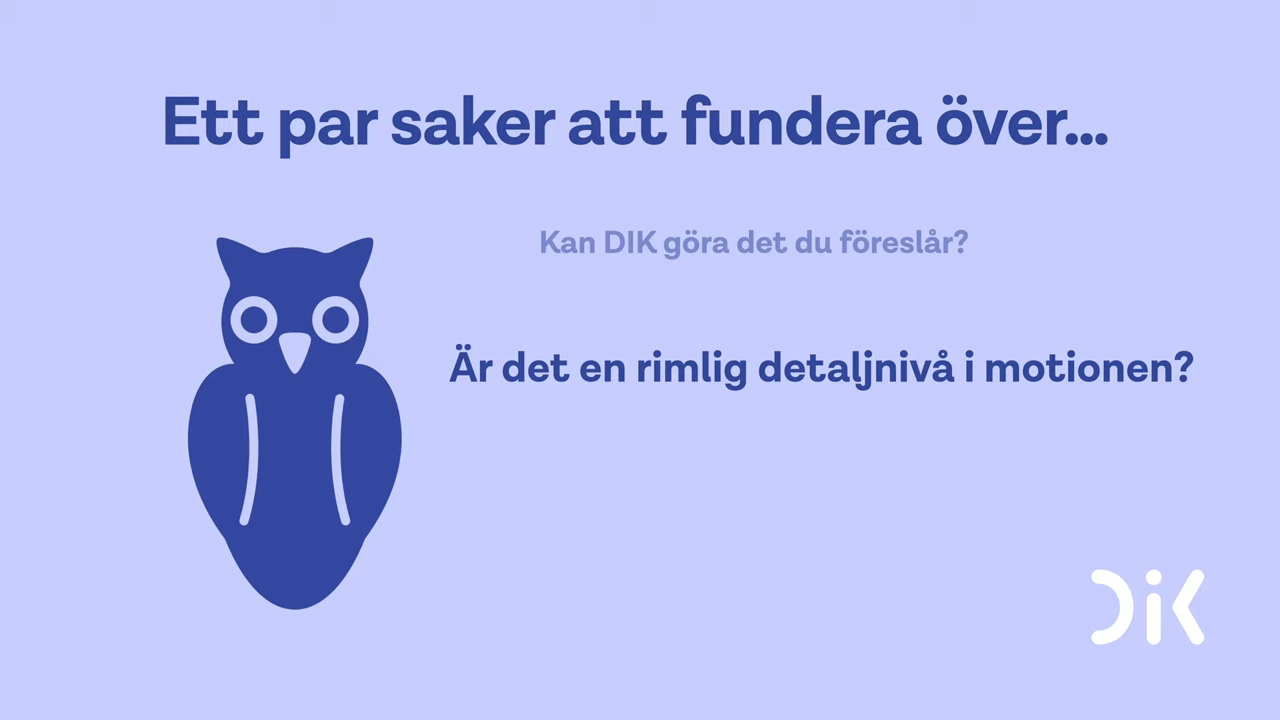 Ett par saker att fundera över...
Kan DIK göra det du föreslår?
Är det en rimlig detaljnivå i motionen?
DiK